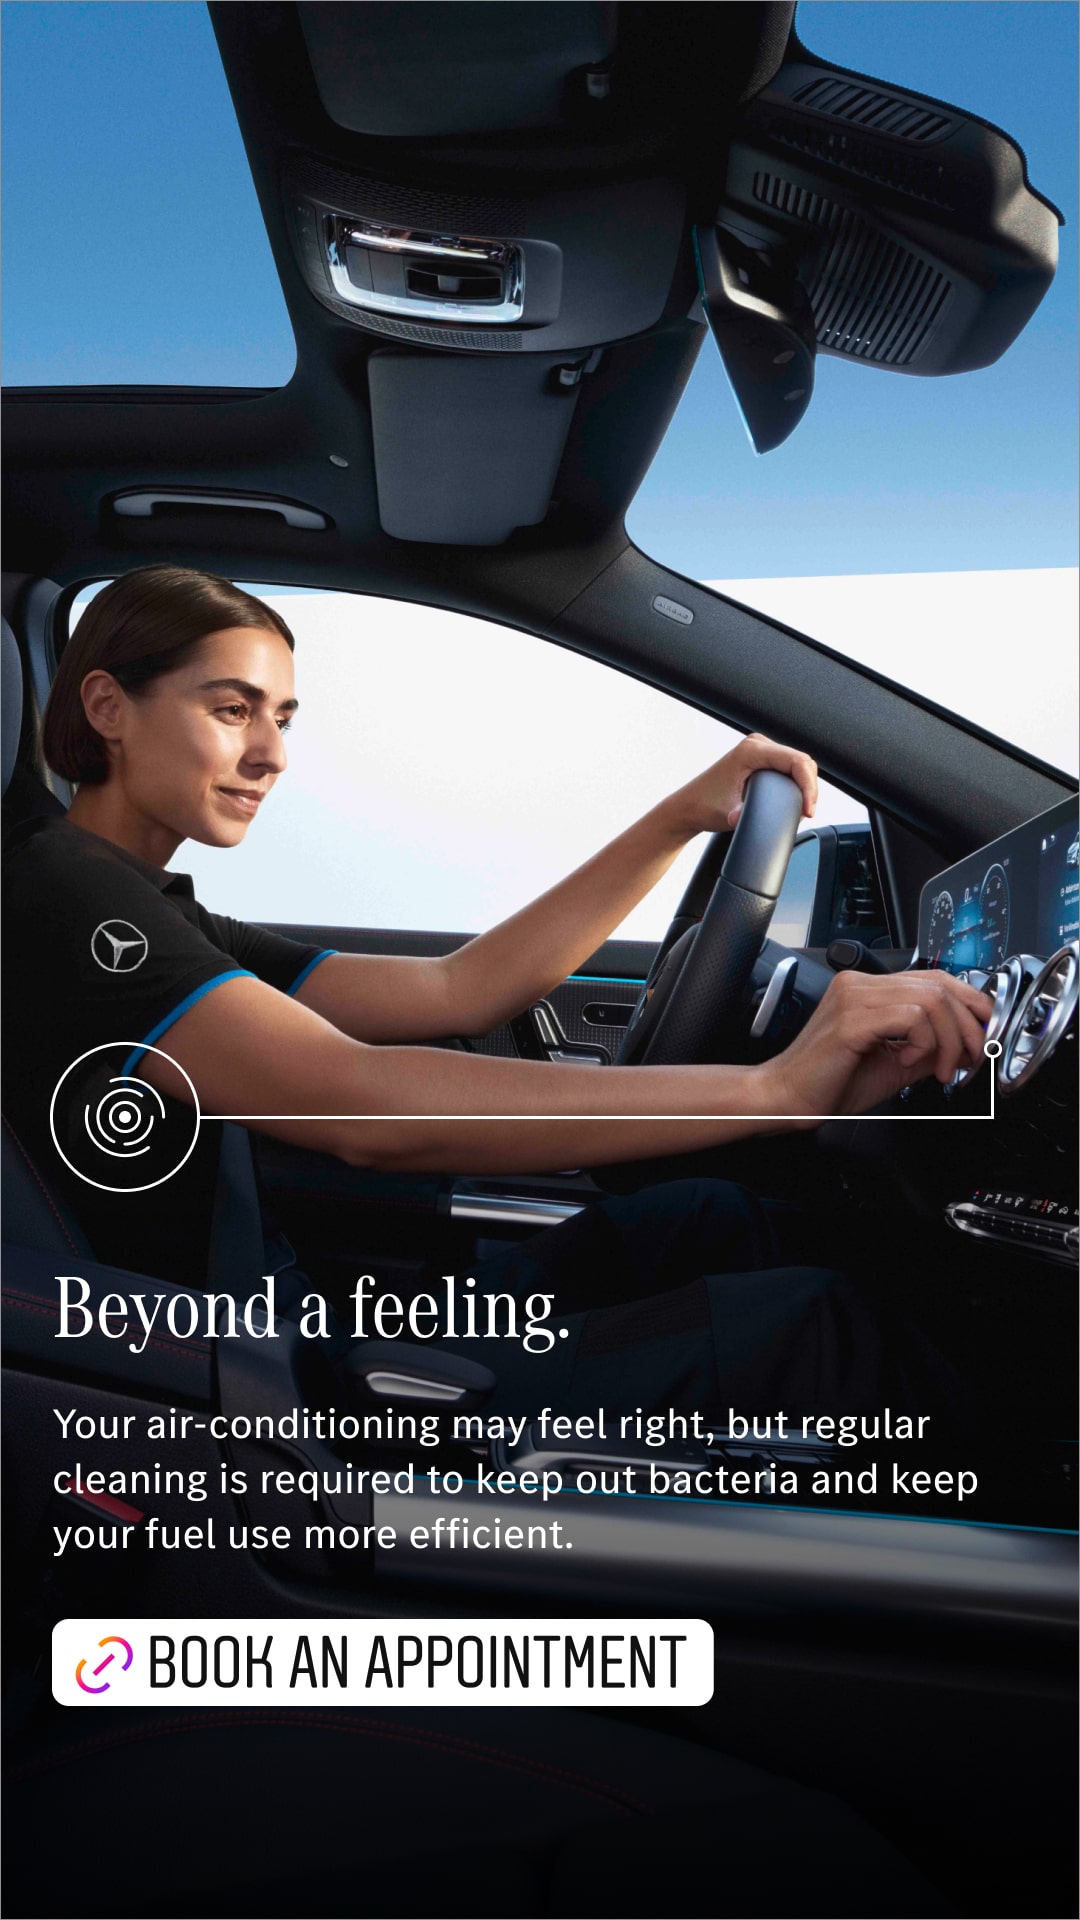 AIRBAG
Beyond a feeling.
Your air-conditioning may feel right, but regular
cleaning is required to keep out bacteria and keep
your fuel use more efficient.
BOOK AN APPOINTMENT